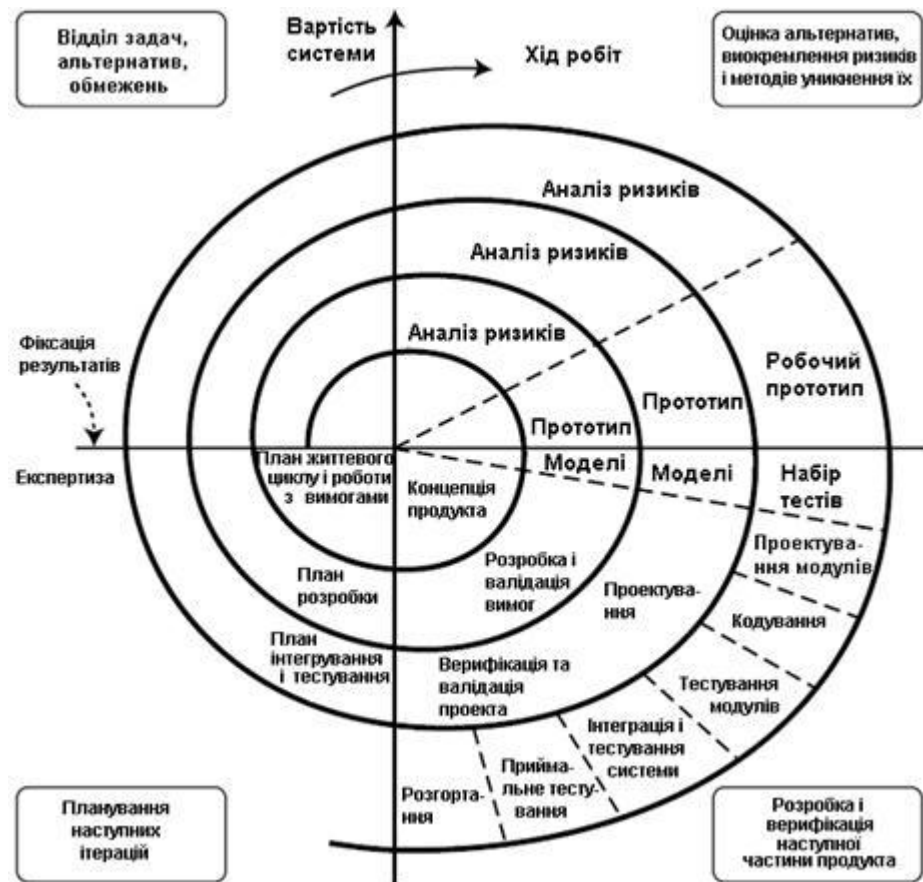 Відділ задач,
альтернатив,
обмежень
Вартість
системи
Хід робіт
Оцінка альтернатив,
виокремлення ризиків
і методів уникнення їх
Аналіз ризиків
Аналіз ризиків
Аналіз ризиків
Фіксація
результатів
Робочий
прототип
Прототип
Прототип
Експертиза
План життевого
циклу і роботи
з вимогами
Концепція
продукта
Моделі
Моделі
Набір
тестів
Проектува-
ння модулів
План
розробки
Розробка і
валідація
вимог
Проектува-
ння
Кодування
План
інтегрування
і тестування
Верифікація та
валідація
проекта
Тестування
модулів
Інтеграція і
тестування
системи
Прийма-
льне тесту-
вання
Розгорта-
ння
Планування
наступних
ітерацій
Розробка і
верифікація
наступної
частини продукта